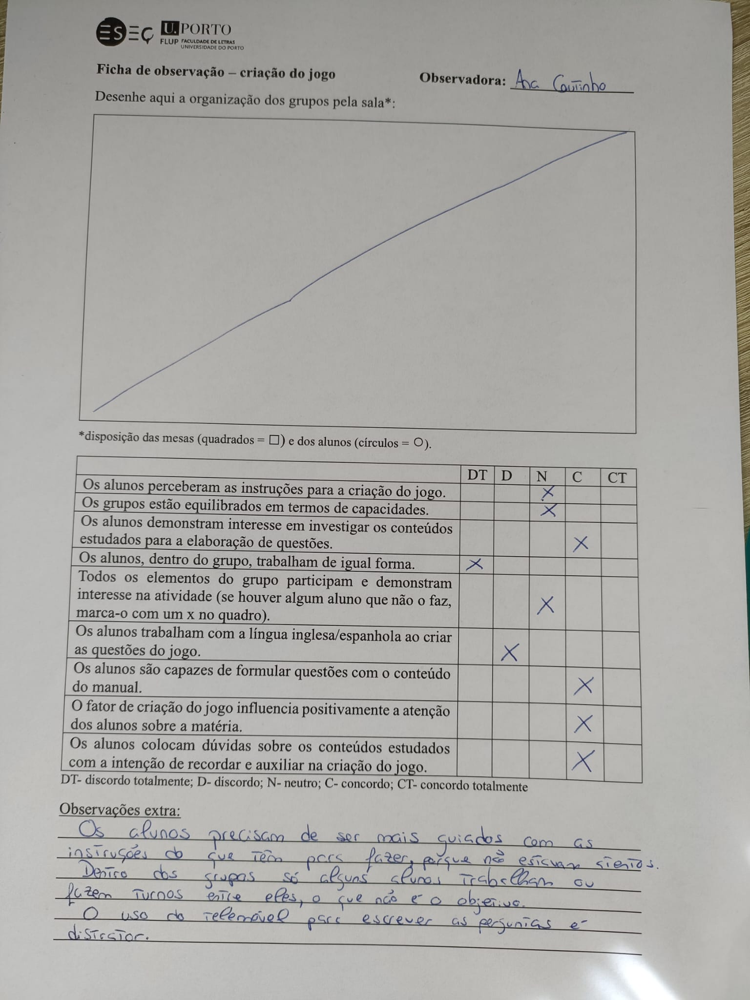 ESEÇ U.PORTO
FLUP FACULDADE DE LETRAS
UNIVERSIDADE DO PORTO
Ficha de observação – criação do jogo
Observadora: Ana Coutinho
Desenhe aqui a organização dos grupos pela sala*:
*disposição das mesas (quadrados = □) e dos alunos (círculos = ○).
DT D N C CT
Os alunos perceberam as instruções para a criação do jogo. X
Os grupos estão equilibrados em termos de capacidades. X
Os alunos demonstram interesse em investigar os conteúdos
estudados para a elaboração de questões. X
Os alunos, dentro do grupo, trabalham de igual forma. X
Todos os elementos do grupo participam e demonstram
interesse na atividade (se houver algum aluno que não o faz, X
marca-o com um x no quadro).
Os alunos trabalham com a língua inglesa/espanhola ao criar
as questões do jogo. X
Os alunos são capazes de formular questões com o conteúdo
do manual. X
O fator de criação do jogo influencia positivamente a atenção
dos alunos sobre a matéria. X
Os alunos colocam dúvidas sobre os conteúdos estudados
com a intenção de recordar e auxiliar na criação do jogo. X
DT- discordo totalmente; D- discordo; N- neutro; C- concordo; CT- concordo totalmente
Observações extra:
Os alunos precisam de ser mais guiados com as
instruções do que têm para fazer, porque não estavam atentos.
Dentro dos grupos só alguns alunos trabalham ou
fazem turnos entre eles, o que não é o objetivo.
O uso do telemóvel para escrever as perguntas é
distrator.